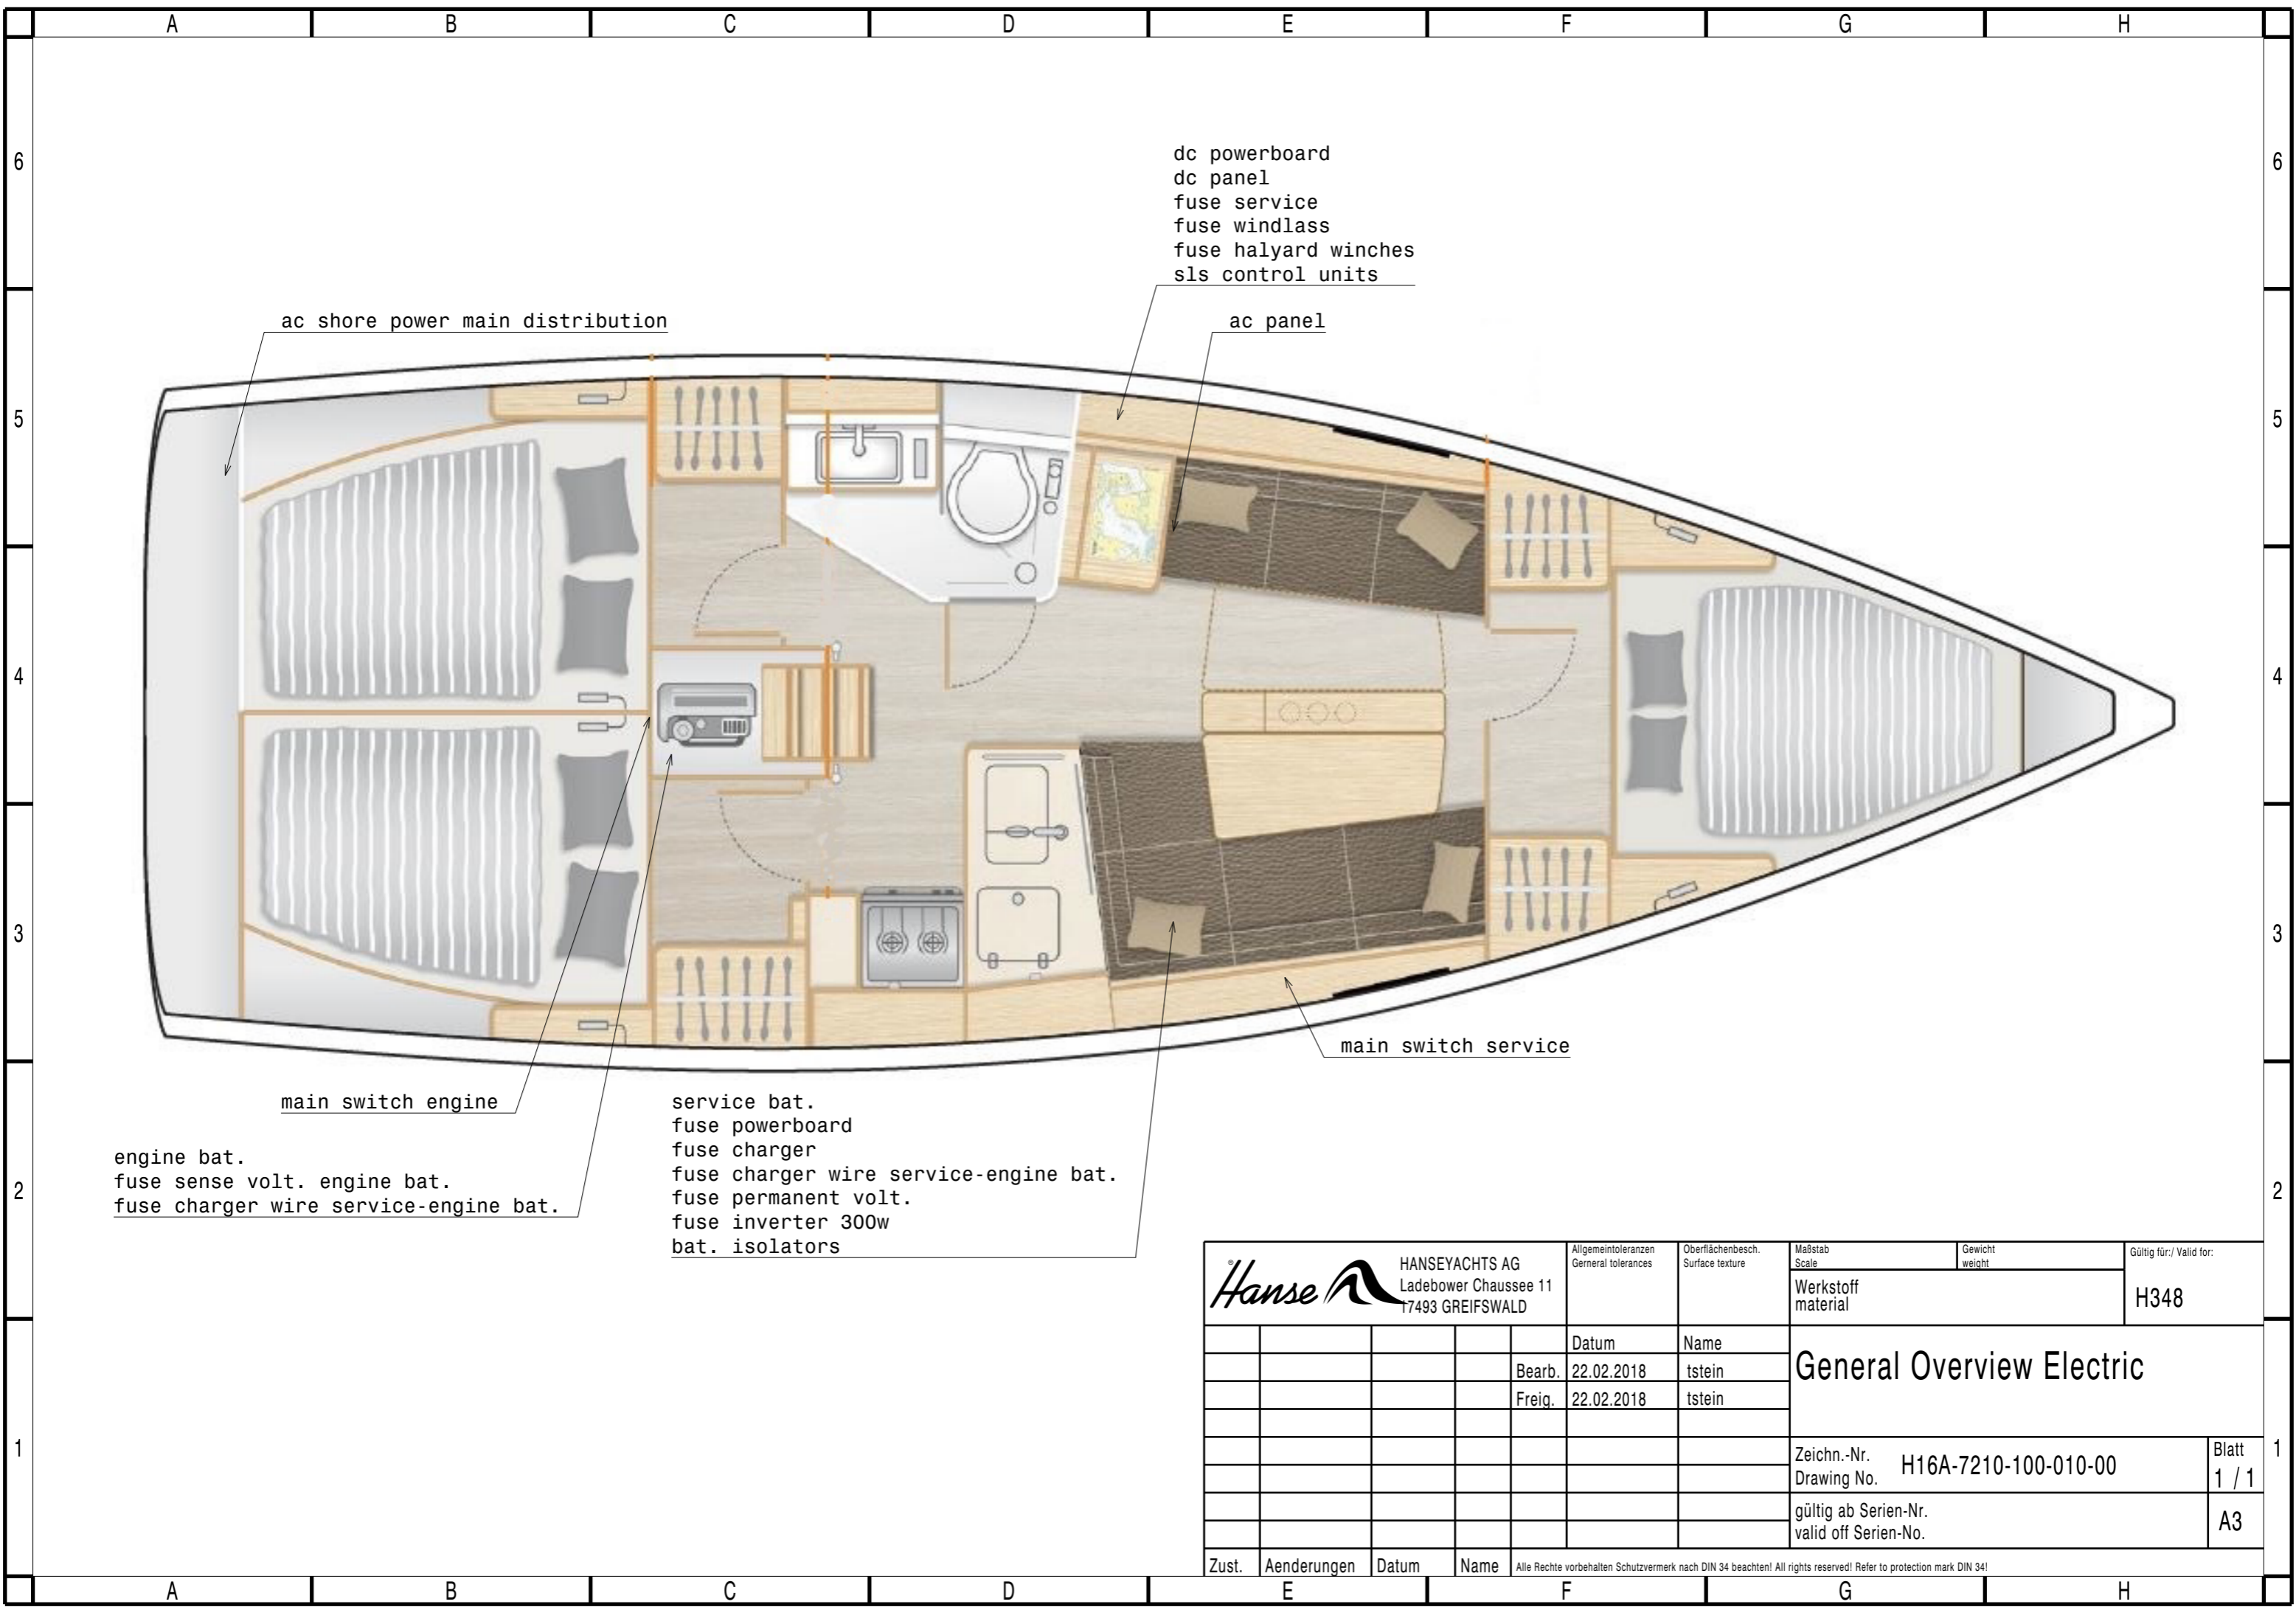 A B C D E F G H
6 6
dc powerboard
dc panel
fuse service
fuse windlass
fuse halyard winches
sls control units
ac shore power main distribution
ac panel
5 5
4 4
3 3
main switch service
main switch engine
engine bat.
fuse sense volt. engine bat.
fuse charger wire service-engine bat.
service bat.
fuse powerboard
fuse charger
fuse charger wire service-engine bat.
fuse permanent volt.
fuse inverter 300w
bat. isolators
2 2
Hanse ®
HANSEYACHTS AG
Ladebower Chaussee 11
17493 GREIFSWALD
Allgemeintoleranzen
Gerneral tolerances
Oberflächenbesch.
Surface texture
Maßstab
Scale
Gewicht
weight
Gültig für:/ Valid for:
H348
Werkstoff
material
Datum Name
Bearb. 22.02.2018 tstein
Freig. 22.02.2018 tstein
General Overview Electric
1 1
Zeichn.-Nr.
Drawing No. H16A-7210-100-010-00
Blatt
1 / 1
gültig ab Serien-Nr.
valid off Serien-No.
A3
Zust. Aenderungen Datum Name Alle Rechte vorbehalten Schutzvermerk nach DIN 34 beachten! All rights reserved! Refer to protection mark DIN 34!
A B C D E F G H